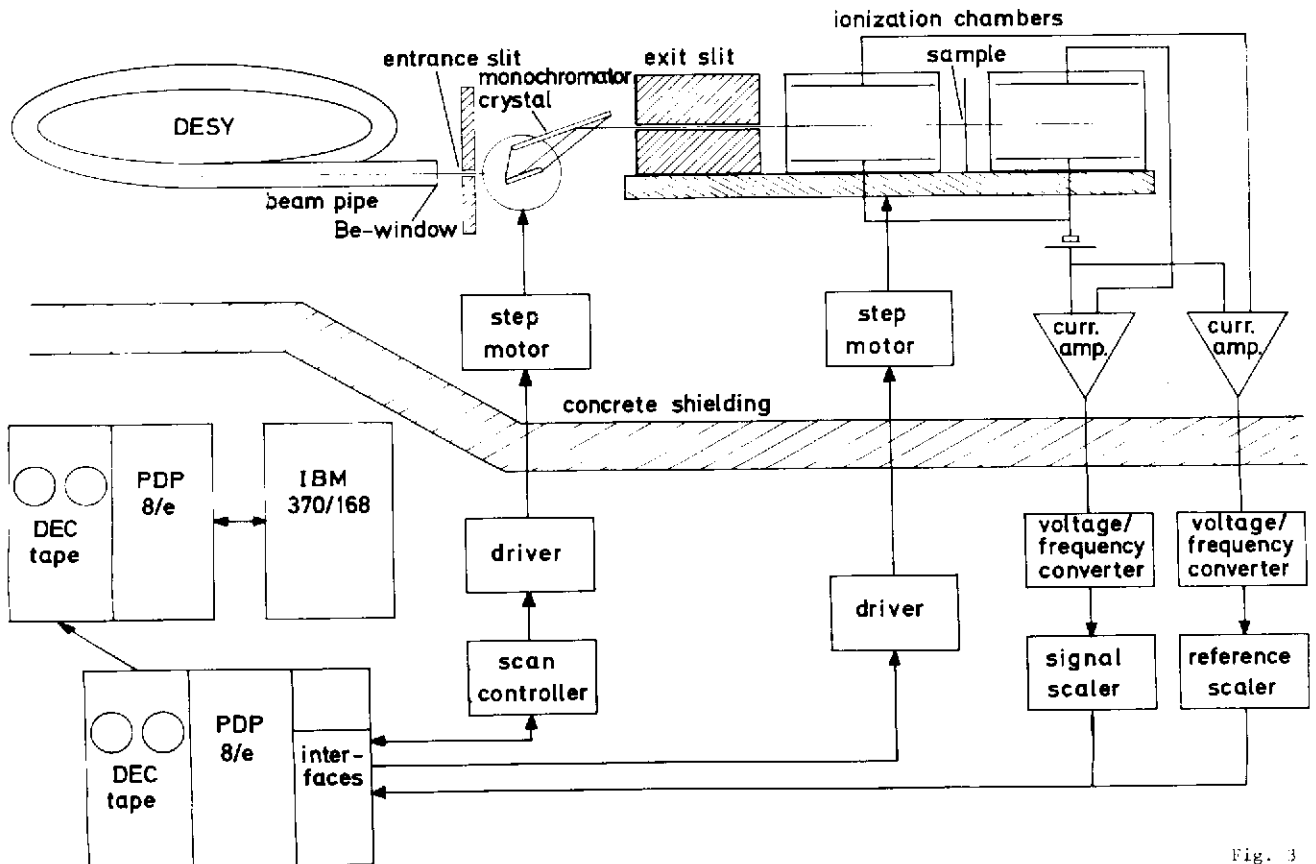 ionization chambers
entrance slit
exit slit
sample
monochromator
crystal
DESY
beam pipe
Be-window
step
motor
step
motor
curr.
amp.
curr.
amp.
concrete shielding
PDP
8/e
IBM
370/168
DEC
tape
driver
voltage/
frequency
converter
voltage/
frequency
converter
driver
scan
controller
signal
scaler
reference
scaler
PDP
8/e
inter-
faces
DEC
tape
Fig. 3